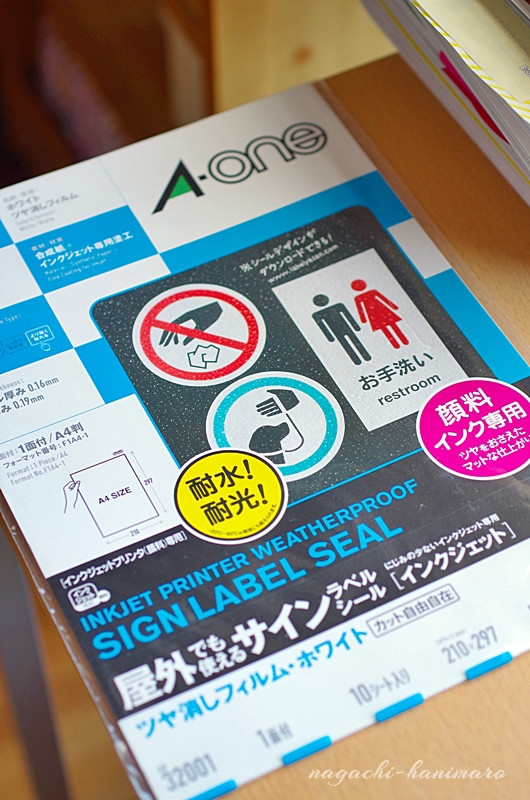 A-one
ホワイト
ツヤ消しフィルム
合成紙+
インクジェット専用塗工
※シールデザインが
ダウンロードできる!
お手洗い
restroom
顔料
インク専用
ツヤをおさえた
マットな仕上がり
厚み 0.16mm
み 0.19mm
面付:1面付/A4判
フォーマット番号:F1A4-1
Format:1 Piece/A4
Format No.F1A4-1
A4 SIZE
297
210
耐水!
耐光!
[インクジェットプリンタ(顔料)専用]
INKJET PRINTER WEATHERPROOF
SIGN LABEL SEAL
屋外でも使えるサインラベルシール
にじみの少ないインクジェット専用
[インクジェット]
ツヤ消しフィルム・ホワイト カット自由自在
32001
1面付
10シート入り
210×297
nagachi-hanimaro